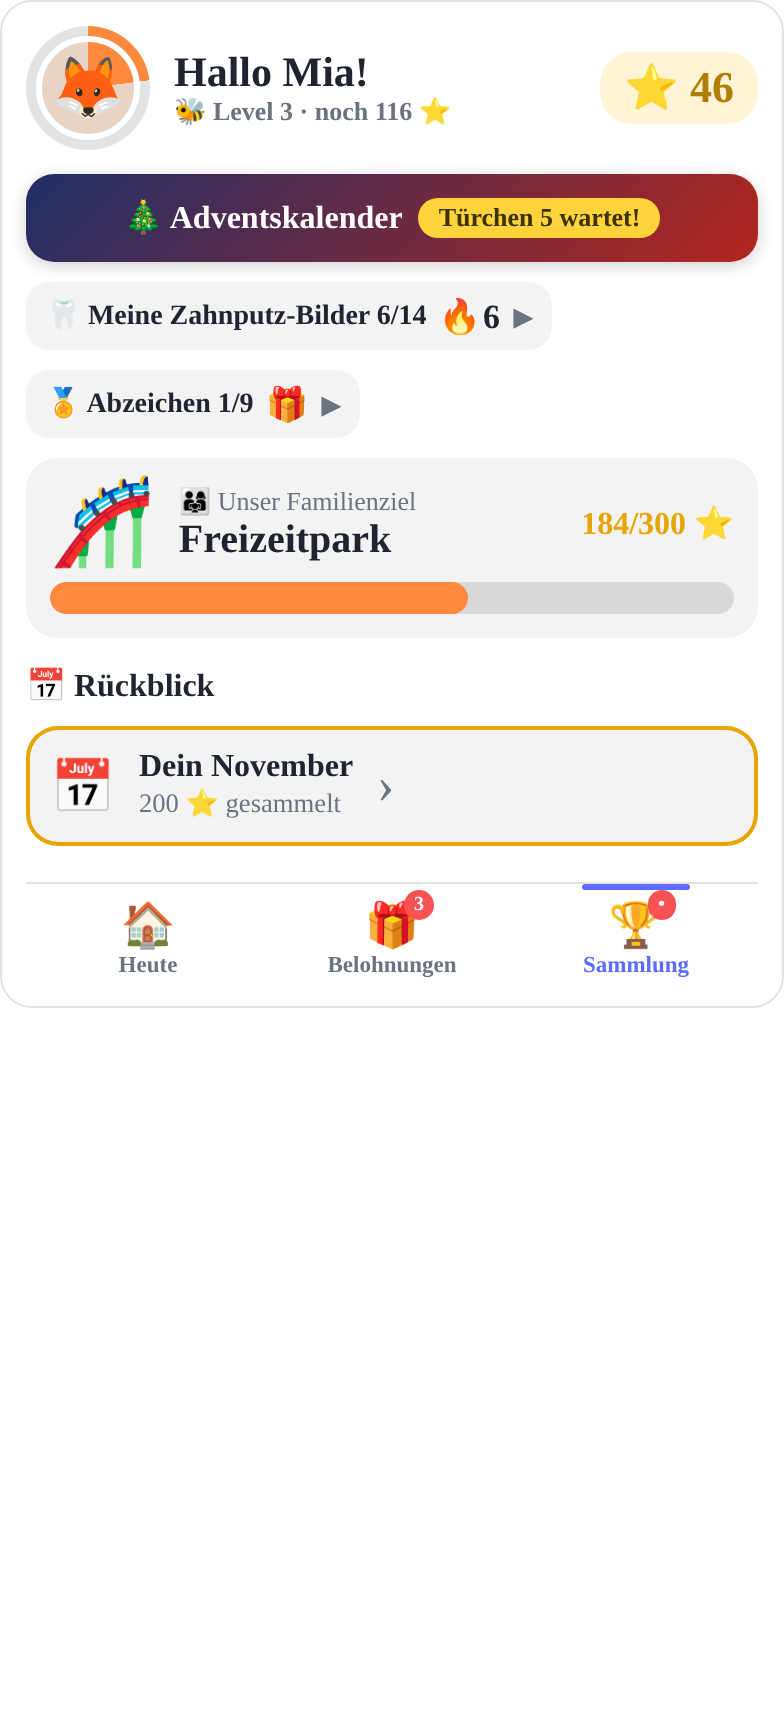 Hallo Mia!
🐝 Level 3 · noch 116 ⭐
⭐ 46
🎄 Adventskalender Türchen 5 wartet!
🦷 Meine Zahnputz-Bilder 6/14 🔥 6 ▶
🏅 Abzeichen 1/9 🎁 ▶
👨‍👩‍👧 Unser Familienziel
Freizeitpark
184/300 ⭐
📅 Rückblick
Dein November
200 ⭐ gesammelt
›
July
17
3
Heute
Belohnungen
Sammlung